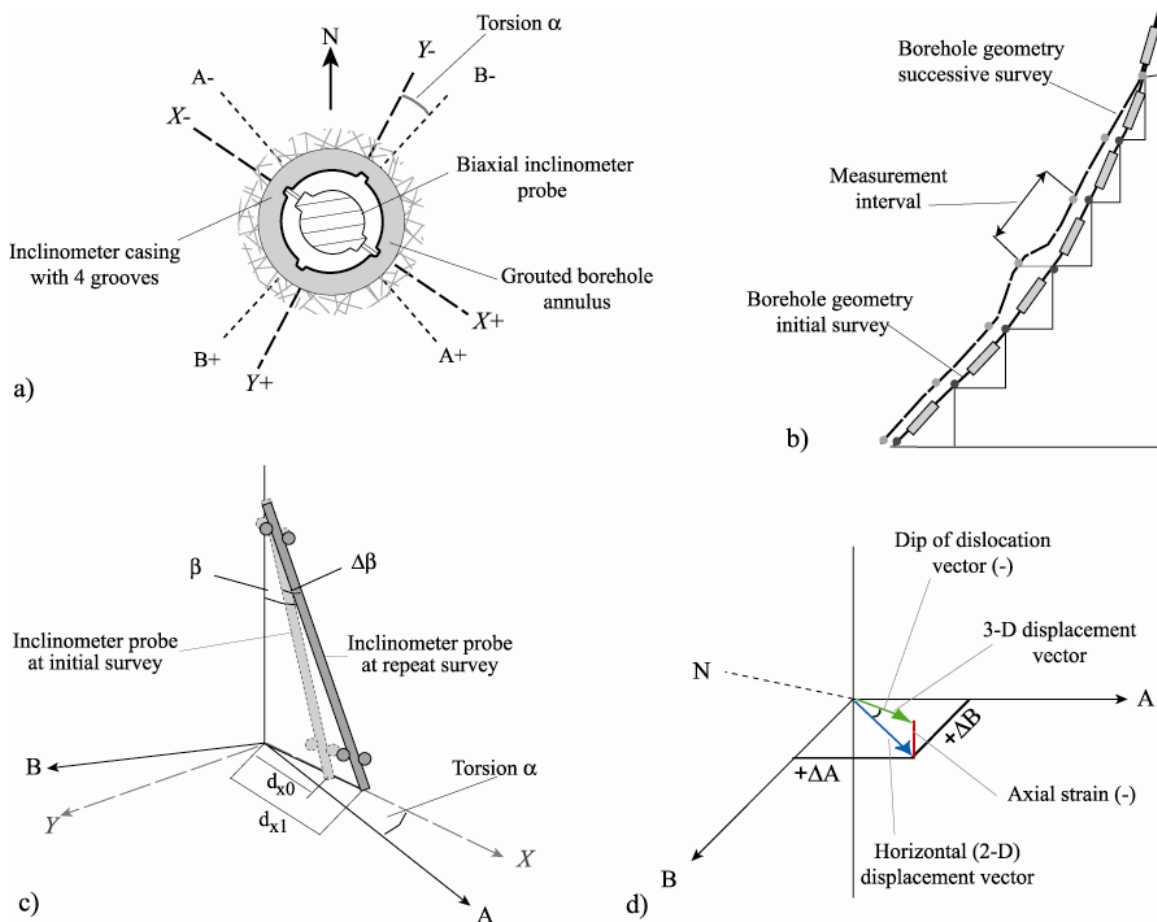 Torsion α
N
Y-
B-
A-
X-
Borehole geometry
successive survey
Biaxial inclinometer
probe
Measurement
interval
Inclinometer casing
with 4 grooves
Grouted borehole
annulus
Borehole geometry
initial survey
X+
B+
A+
Y+
a)
b)
β
Δβ
Inclinometer probe
at initial survey
Inclinometer probe
at repeat survey
B
Y
dx0
dx1
Torsion α
X
A
c)
Dip of dislocation
vector (-)
3-D displacement
vector
N
A
+ΔB
+ΔA
Axial strain (-)
B
Horizontal (2-D)
displacement vector
d)